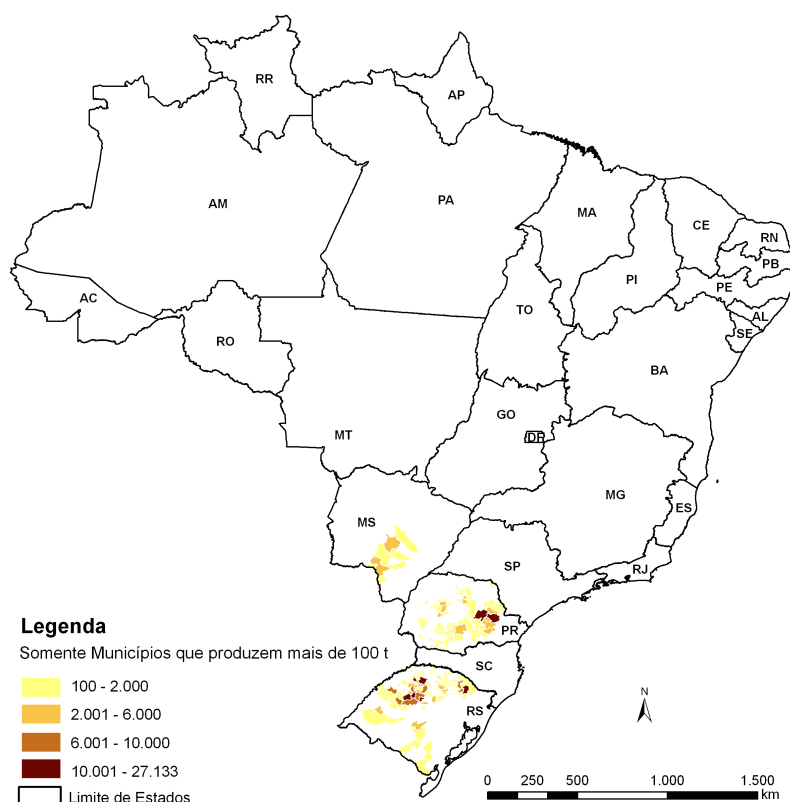 RR
AP
AM
PA
MA
CE
RN
PB
PI
PE
AC
TO
AL
SE
RO
BA
GO
DF
MT
MG
ES
MS
SP
RJ
PR
SC
RS
N
Legenda
Somente Municípios que produzem mais de 100 t
100 - 2.000
2.001 - 6.000
6.001 - 10.000
10.001 - 27.133
Limite de Estados
0 250 500 1.000 1.500
km